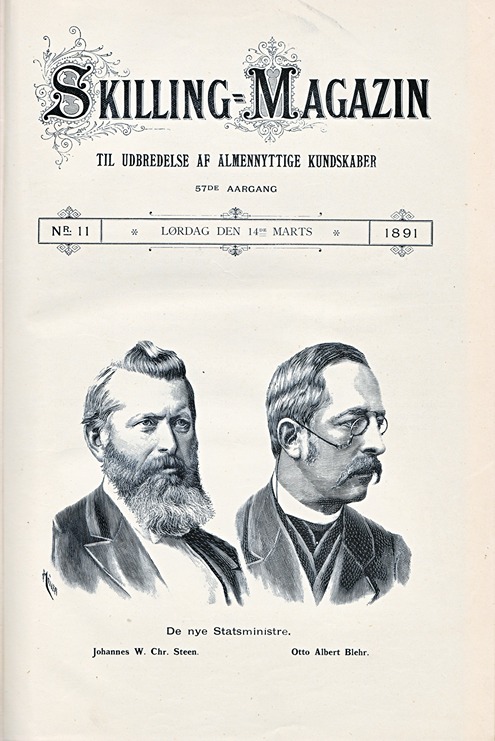 SKILLING=MAGAZIN
TIL UDBREDELSE AF ALMENNYTTIGE KUNDSKABER
57DE AARGANG
NR. 11 * LØRDAG DEN 14DE MARTS * 1891
De nye Statsministre.
Johannes W. Chr. Steen. Otto Albert Blehr.